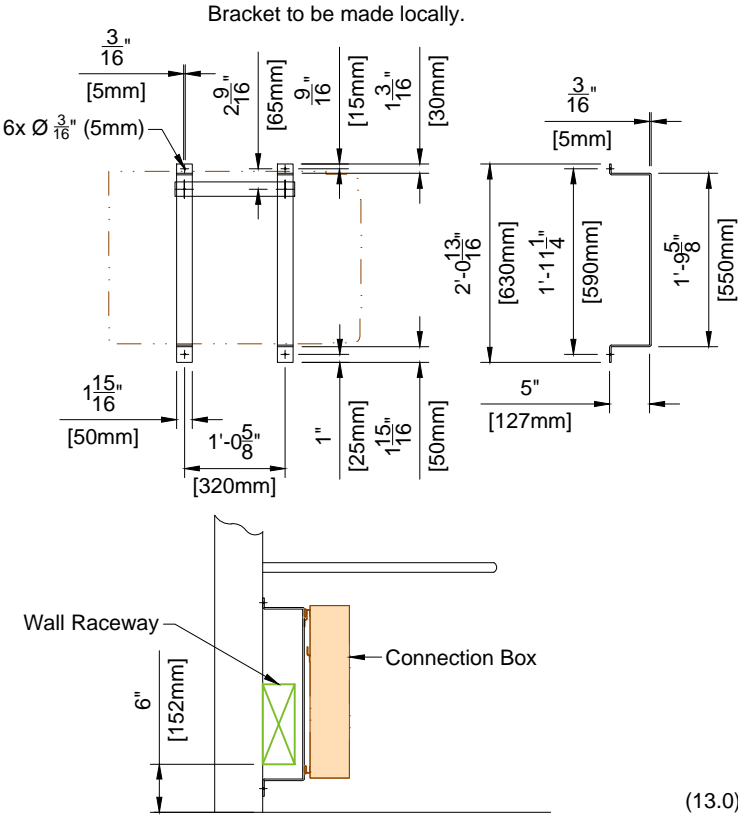 Bracket to be made locally.
3/16"
[5mm]
6x Ø 3/16" (5mm)
2 9/16"
[65mm]
9/16"
[15mm]
1 3/16"
[30mm]
3/16"
[5mm]
2'-0 13/16"
[630mm]
1'-11 1/4"
[590mm]
1'-9 5/8"
[550mm]
1 15/16"
[50mm]
1'-0 5/8"
[320mm]
1"
[25mm]
1 15/16"
[50mm]
5"
[127mm]
Wall Raceway
Connection Box
6"
[152mm]
(13.0)